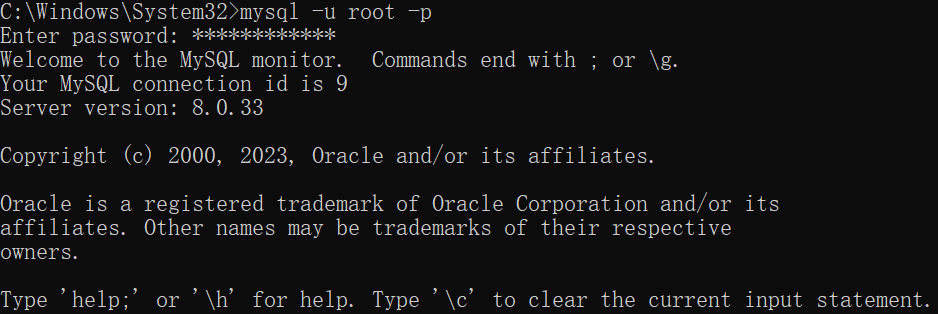 C:\Windows\System32>mysql -u root -p
Enter password: ************
Welcome to the MySQL monitor.  Commands end with ; or \g.
Your MySQL connection id is 9
Server version: 8.0.33
Copyright (c) 2000, 2023, Oracle and/or its affiliates.
Oracle is a registered trademark of Oracle Corporation and/or its
affiliates. Other names may be trademarks of their respective
owners.
Type 'help;' or '\h' for help. Type '\c' to clear the current input statement.